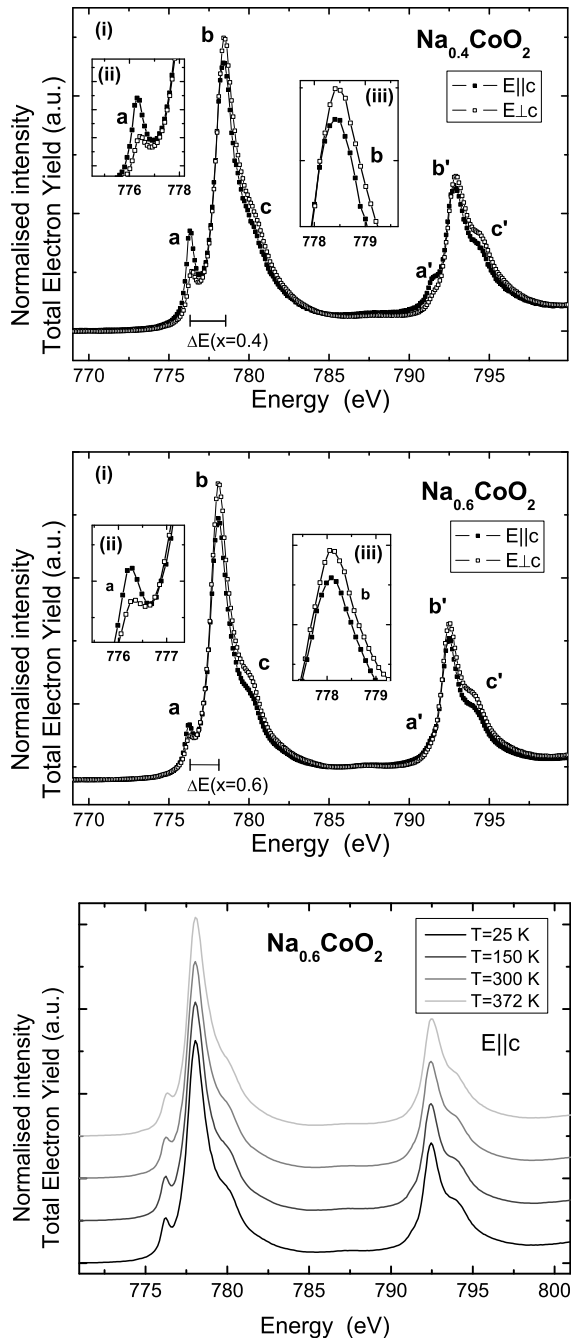 (i)
b
Na0.4CoO2
(ii)
a
776 778
(iii)
b
778 779
E||c
E⊥c
a
c
a'
b'
c'
ΔE(x=0.4)
770 775 780 785 790 795
Energy (eV)
Normalised intensity
Total Electron Yield (a.u.)
(i)
b
Na0.6CoO2
(ii)
a
776 777
(iii)
b
778 779
E||c
E⊥c
a
c
a'
b'
c'
ΔE(x=0.6)
770 775 780 785 790 795
Energy (eV)
Normalised intensity
Total Electron Yield (a.u.)
Na0.6CoO2
T=25 K
T=150 K
T=300 K
T=372 K
E||c
775 780 785 790 795 800
Energy (eV)
Normalised intensity
Total Electron Yield (a.u.)